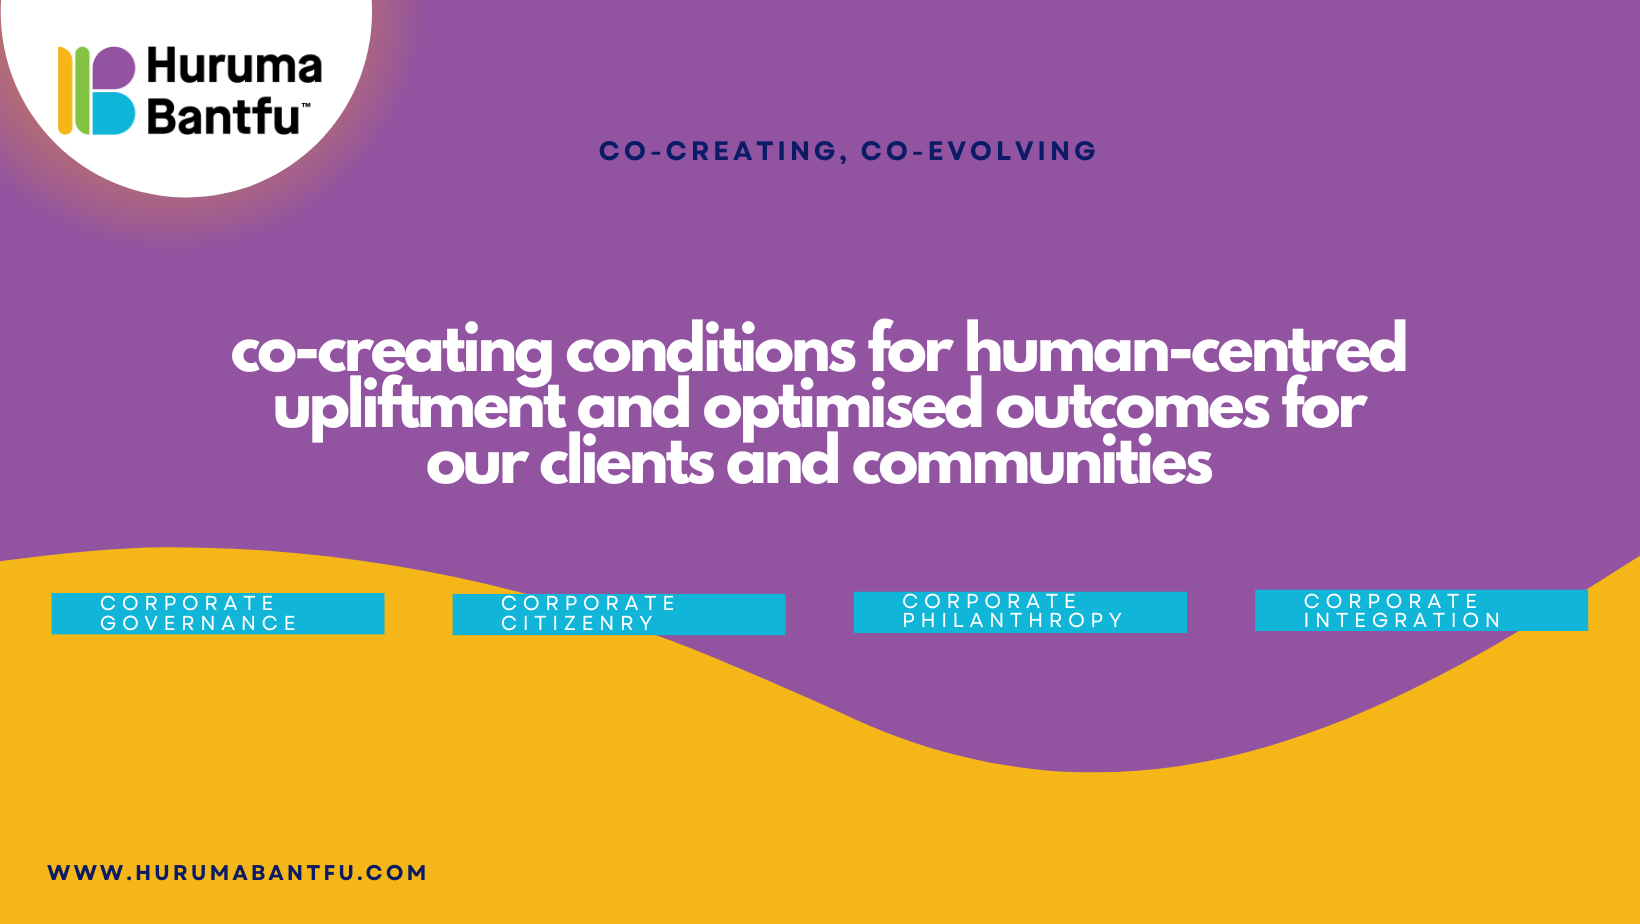 Huruma
Bantfu™
CO-CREATING, CO-EVOLVING
co-creating conditions for human-centred
upliftment and optimised outcomes for
our clients and communities
CORPORATE
GOVERNANCE
CORPORATE
CITIZENRY
CORPORATE
PHILANTHROPY
CORPORATE
INTEGRATION
WWW.HURUMABANTFU.COM